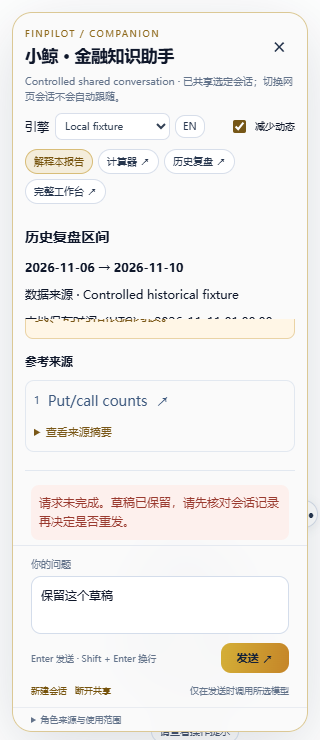 FINPILOT / COMPANION
小鲸 • 金融知识助手
Controlled shared conversation · 已共享选定会话；切换网
页会话不会自动跟随。
引擎 Local fixture EN 减少动态
解释本报告 计算器 ↗ 历史复盘 ↗
完整工作台 ↗
历史复盘区间
2026-11-06 → 2026-11-10
数据来源 · Controlled historical fixture
参考来源
1 Put/call counts ↗
▶ 查看来源摘要
请求未完成。草稿已保留，请先核对会话记录
再决定是否重发。
你的问题
保留这个草稿
Enter 发送 · Shift + Enter 换行 发送 ↗
新建会话 断开共享 仅在发送时调用所选模型
▶ 角色来源与使用范围